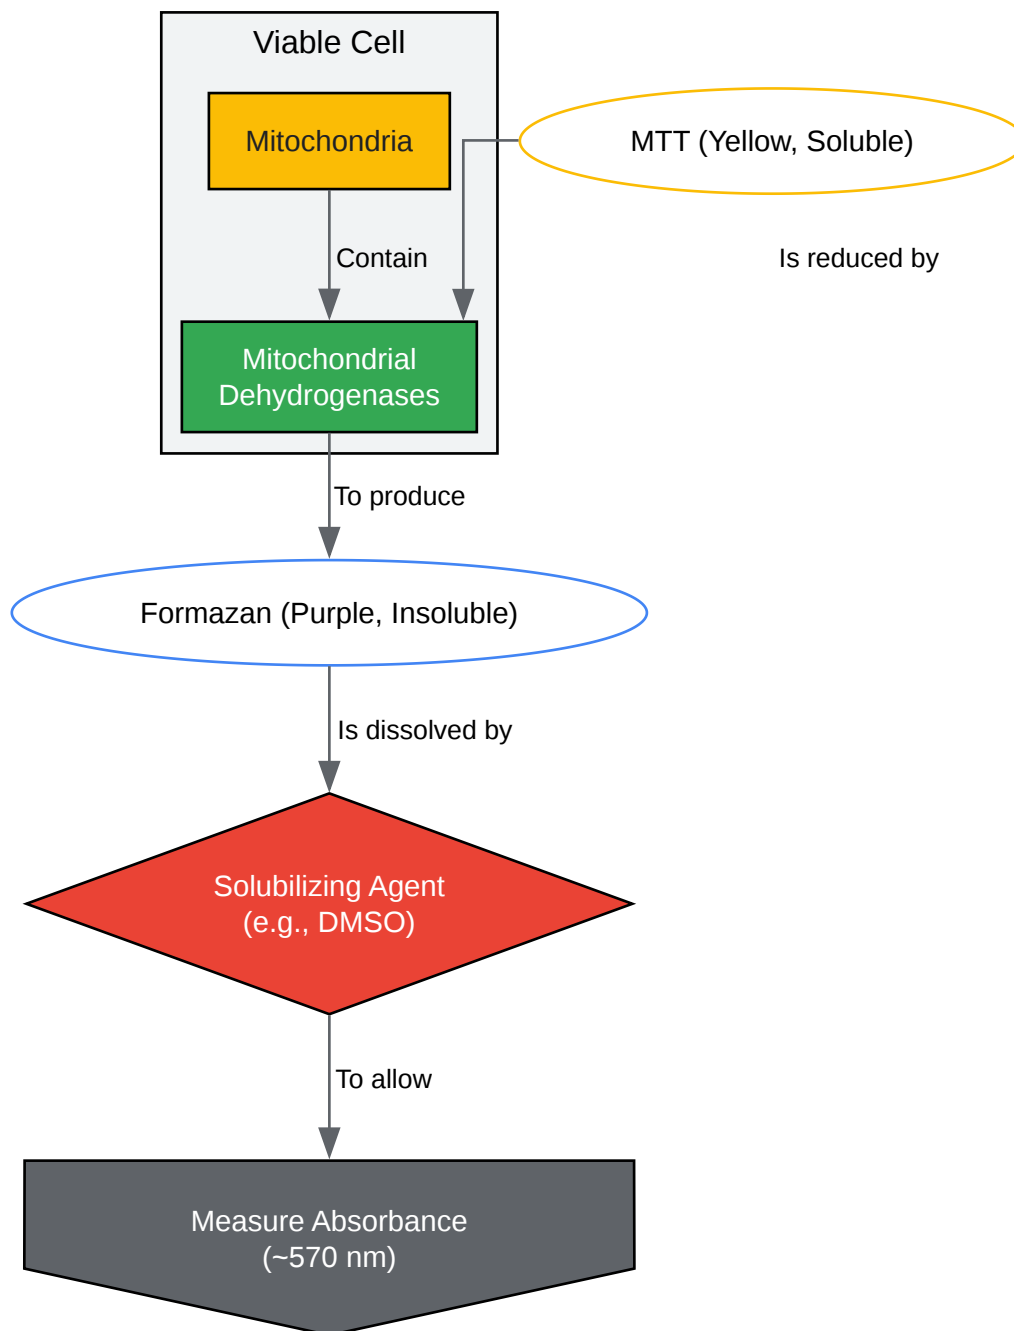 Viable Cell
Mitochondria
MTT (Yellow, Soluble)
Contain
Is reduced by
Mitochondrial
Dehydrogenases
To produce
Formazan (Purple, Insoluble)
Is dissolved by
Solubilizing Agent
(e.g., DMSO)
To allow
Measure Absorbance
(~570 nm)